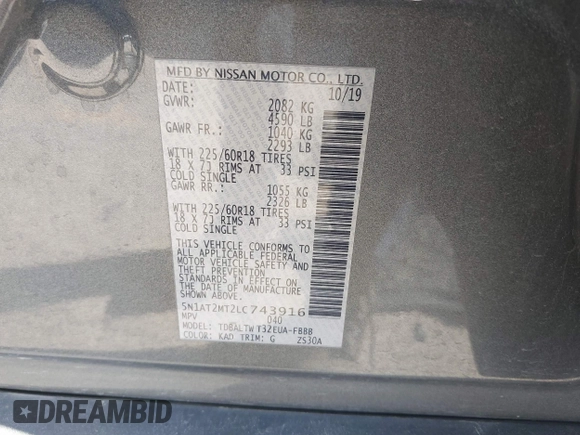 MFD BY NISSAN MOTOR CO., LTD.
DATE: 10/19
GVWR: 2082 KG
4590 LB
GAWR FR.: 1040 KG
2293 LB
WITH 225/60R18 TIRES
18 X 7J RIMS AT 33 PSI
COLD SINGLE
GAWR RR.: 1055 KG
2326 LB
WITH 225/60R18 TIRES
18 X 7J RIMS AT 33 PSI
COLD SINGLE
THIS VEHICLE CONFORMS TO
ALL APPLICABLE FEDERAL
MOTOR VEHICLE SAFETY AND
THEFT PREVENTION
STANDARDS IN EFFECT ON
THE DATE OF MANUFACTURE
5N1AT2MT2LC743916
MPV 040
MODEL: TDBALTWT32EUA-FBBB
COLOR: KAD TRIM: G ZS30A
DREAMBID